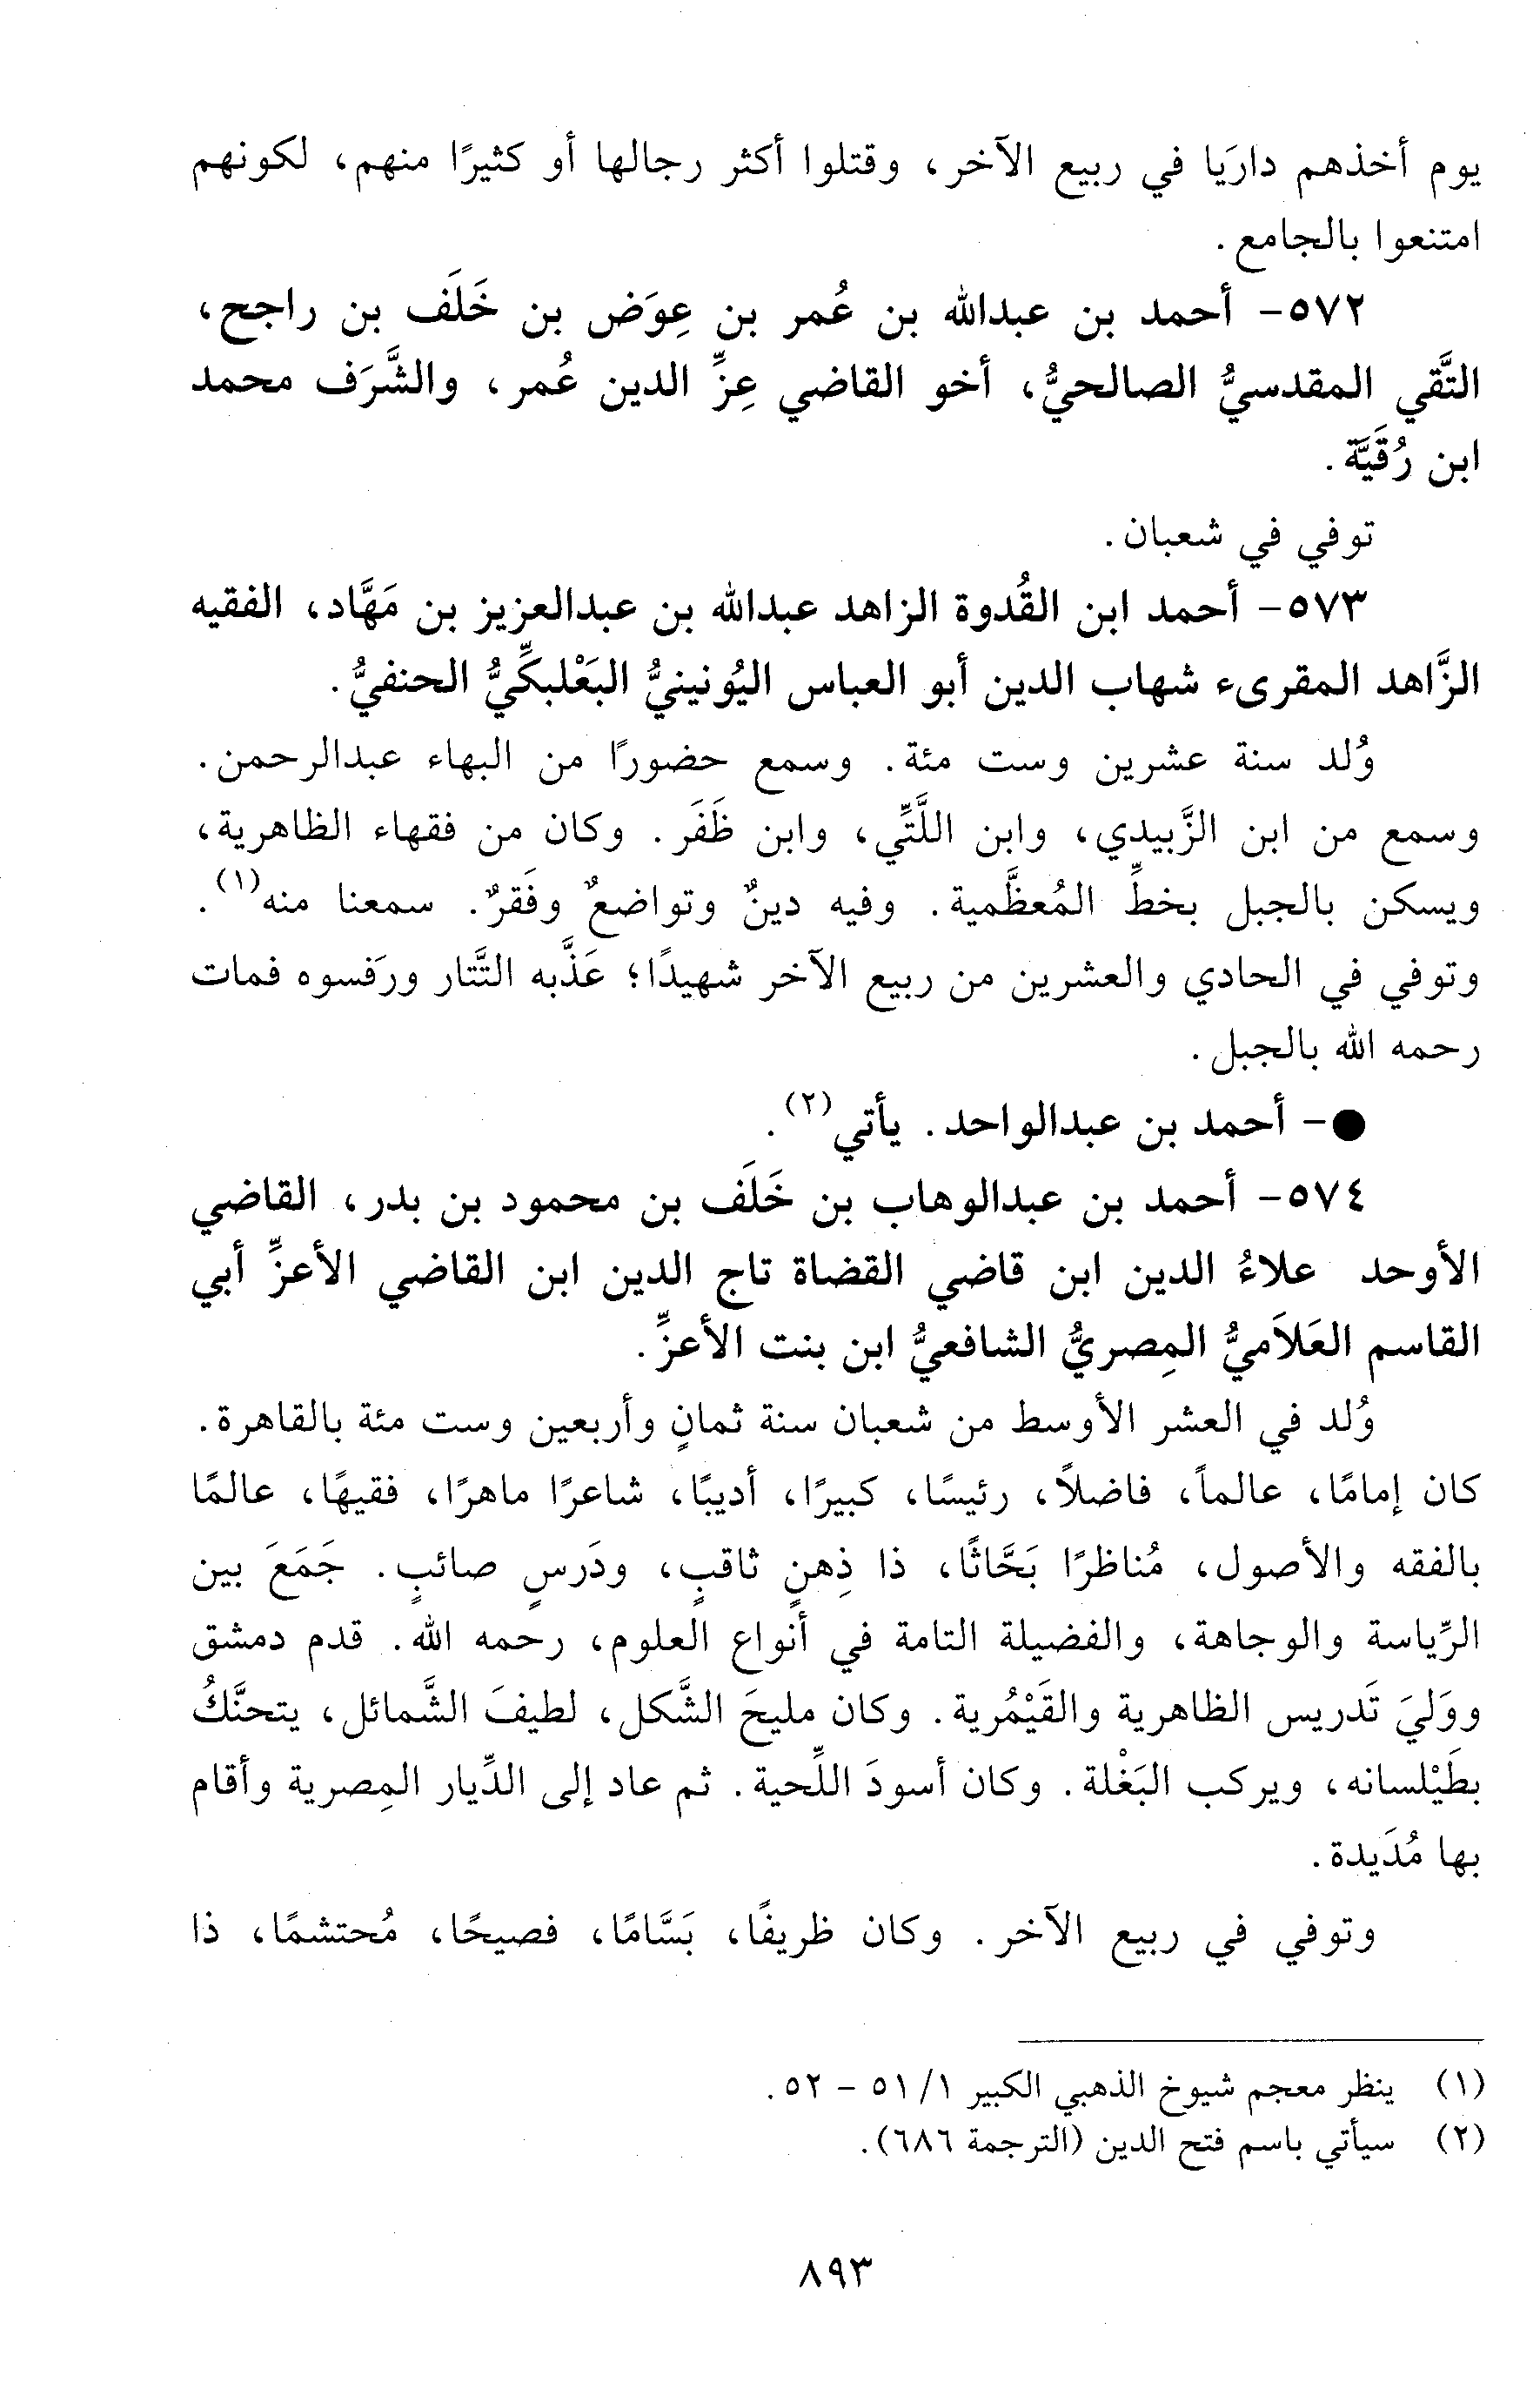 يوم أخذهم داريَا في ربيع الآخر، وقتلوا أكثر رجالها أو كثيرًا منهم، لكونهم
امتنعوا بالجامع.
٥٧٢- أحمد بن عبدالله بن عُمر بن عِوَض بن خَلَف بن راجح،
التَّقي المقدسيُّ الصالحيُّ، أخو القاضي عِزِّ الدين عُمر، والشَّرَف محمد
ابن رُقَيَّة.
توفي في شعبان.
٥٧٣- أحمد ابن القُدوة الزاهد عبدالله بن عبدالعزيز بن مَهَّاد، الفقيه
الزَّاهد المقرىء شهاب الدين أبو العباس اليُونينيُّ البَعْلبكِّيُّ الحنفيُّ.
وُلد سنة عشرين وست مئة. وسمع حضورًا من البهاء عبدالرحمن.
وسمع من ابن الزَّبيدي، وابن اللَّتِّي، وابن ظَفَر. وكان من فقهاء الظاهرية،
ويسكن بالجبل بخطِّ المُعظَّمية. وفيه دينٌ وتواضعٌ وفَقرٌ. سمعنا منه(١).
وتوفي في الحادي والعشرين من ربيع الآخر شهيدًا؛ عَذَّبه التَّتار ورَفسوه فمات
رحمه الله بالجبل.
●- أحمد بن عبدالواحد. يأتي(٢).
٥٧٤- أحمد بن عبدالوهاب بن خَلَف بن محمود بن بدر، القاضي
الأوحد علاءُ الدين ابن قاضي القضاة تاج الدين ابن القاضي الأعزِّ أبي
القاسم العَلاَميُّ المِصريُّ الشافعيُّ ابن بنت الأعزِّ.
وُلد في العشر الأوسط من شعبان سنة ثمانٍ وأربعين وست مئة بالقاهرة.
كان إمامًا، عالماً، فاضلاً، رئيسًا، كبيرًا، أديبًا، شاعرًا ماهرًا، فقيهًا، عالمًا
بالفقه والأصول، مُناظرًا بَحَّاثًا، ذا ذِهنٍ ثاقبٍ، ودَرسٍ صائبٍ. جَمَعَ بين
الرِّياسة والوجاهة، والفضيلة التامة في أنواع العلوم، رحمه الله. قدم دمشق
ووَليَ تَدريس الظاهرية والقَيْمُرية. وكان مليحَ الشَّكل، لطيفَ الشَّمائل، يتحنَّكُ
بطَيْلسانه، ويركب البَغْلة. وكان أسودَ اللِّحية. ثم عاد إلى الدِّيار المِصرية وأقام
بها مُدَيدة.
وتوفي في ربيع الآخر. وكان ظريفًا، بَسَّامًا، فصيحًا، مُحتشمًا، ذا
(١) ينظر معجم شيوخ الذهبي الكبير ١/ ٥١ - ٥٢.
(٢) سيأتي باسم فتح الدين (الترجمة ٦٨٦).
٨٩٣